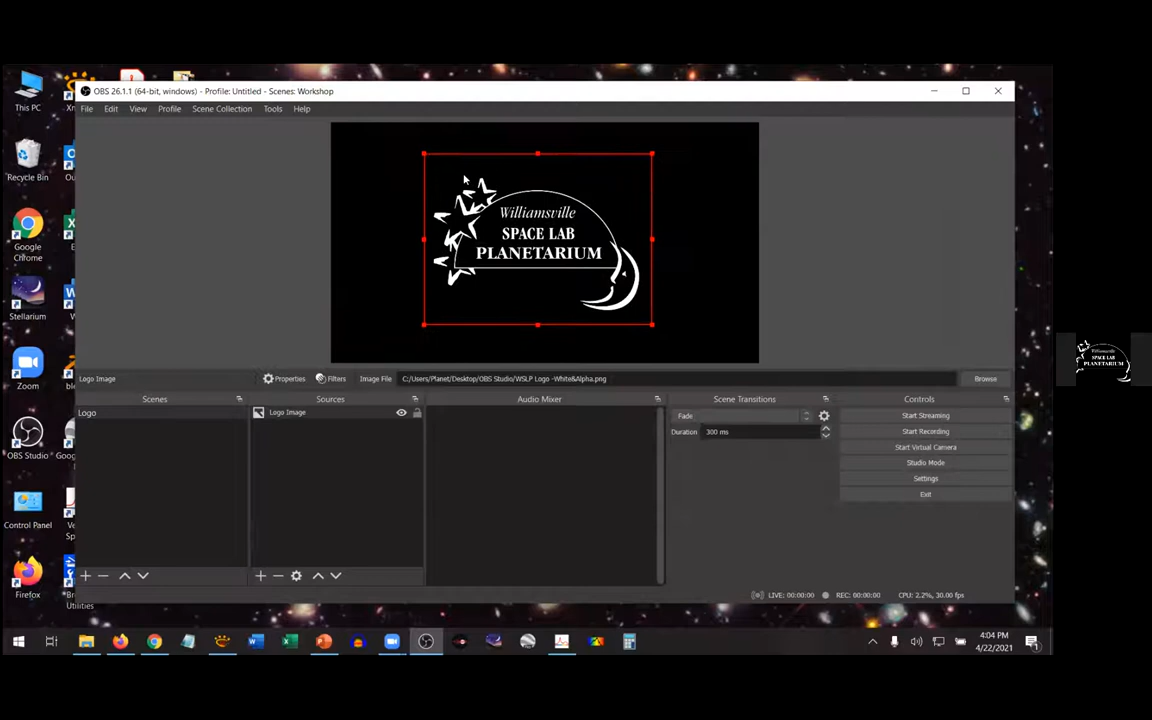 This PC
Recycle Bin
Google
Chrome
Stellarium
Zoom
OBS Studio
Control Panel
Firefox
Utilities
OBS 26.1.1 (64-bit, windows) - Profile: Untitled - Scenes: Workshop
File Edit View Profile Scene Collection Tools Help
Williamsville
SPACE LAB
PLANETARIUM
Logo Image Properties Filters Image File C:/Users/Planet/Desktop/OBS Studio/WSLP Logo -White&Alpha.png Browse
Scenes Sources Audio Mixer Scene Transitions Controls
Logo Logo Image Fade Start Streaming
Duration 300 ms Start Recording
Start Virtual Camera
Studio Mode
Settings
Exit
LIVE: 00:00:00 REC: 00:00:00 CPU: 2.2%, 30.00 fps
4:04 PM
4/22/2021
Williamsville
SPACE LAB
PLANETARIUM